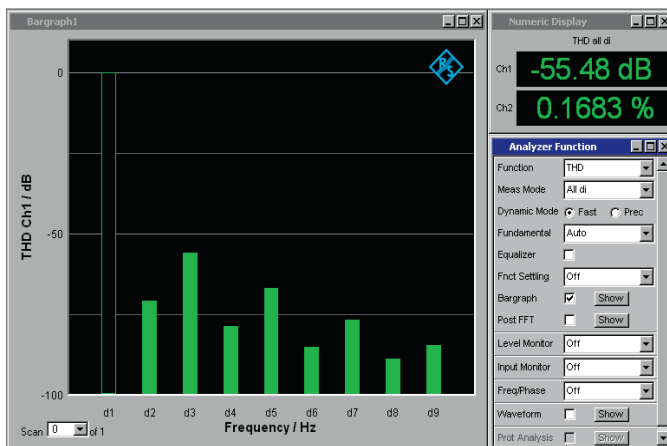 Bargraph1
THD Ch1 / dB
0
-50
-100
d1 d2 d3 d4 d5 d6 d7 d8 d9
Frequency / Hz
Scan 0 of 1
R&S
Numeric Display
THD all di
Ch1 -55.48 dB
Ch2 0.1683 %
Analyzer Function
Function THD
Meas Mode All di
Dynamic Mode Fast Prec
Fundamental Auto
Equalizer
Fnct Settling Off
Bargraph Show
Post FFT Show
Level Monitor Off
Input Monitor Off
Freq/Phase Off
Waveform Show
Prot Analysis Show